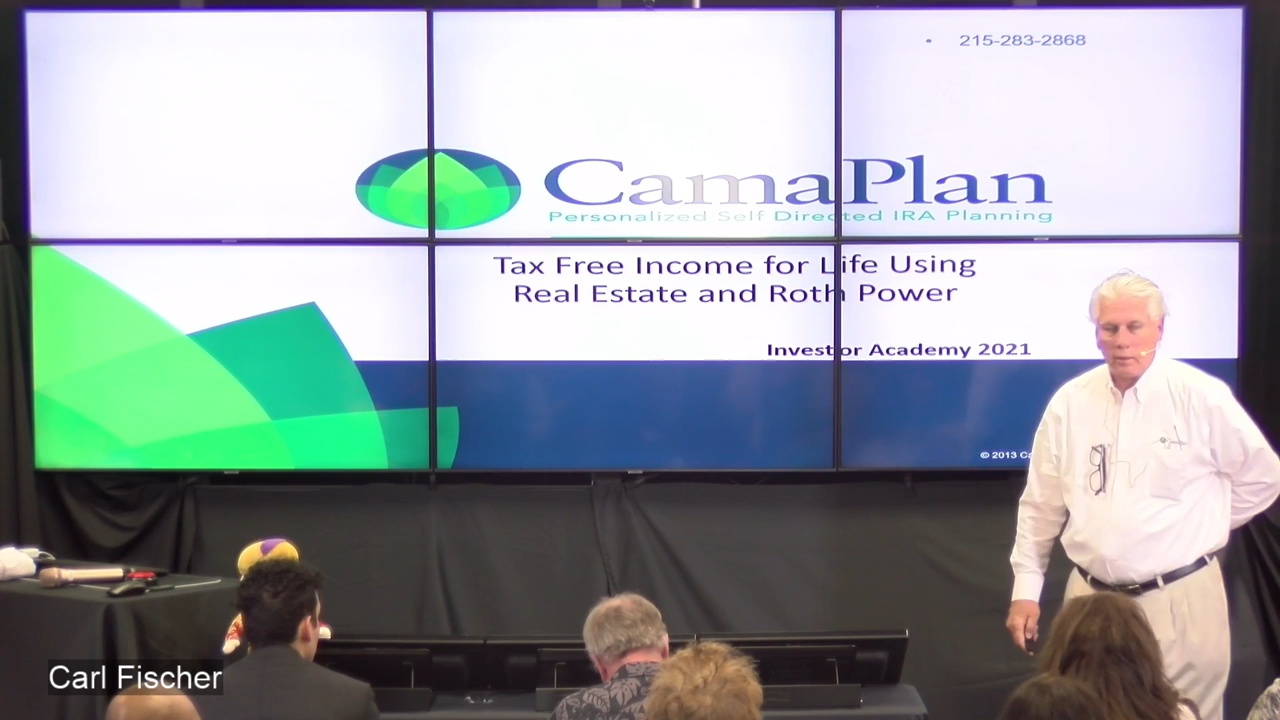 215-283-2868
CamaPlan
Personalized Self Directed IRA Planning
Tax Free Income for Life Using
Real Estate and Roth Power
Investor Academy 2021
© 2013
Carl Fischer